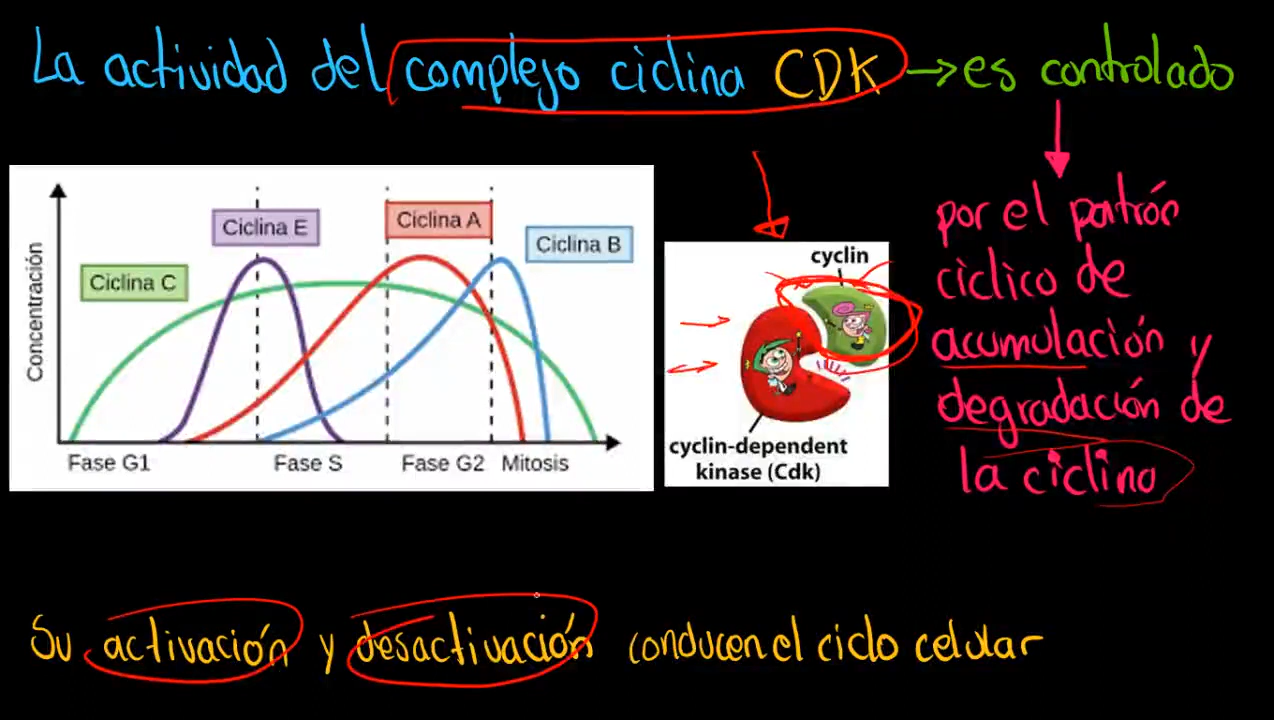 La actividad del complejo ciclina CDK → es controlado
por el patrón
ciclico de
acumulación y
degradación de
la ciclina
Ciclina C
Ciclina E
Ciclina A
Ciclina B
Concentración
Fase G1
Fase S
Fase G2
Mitosis
cyclin
cyclin-dependent
kinase (Cdk)
Su activación y desactivación conducen el ciclo celular